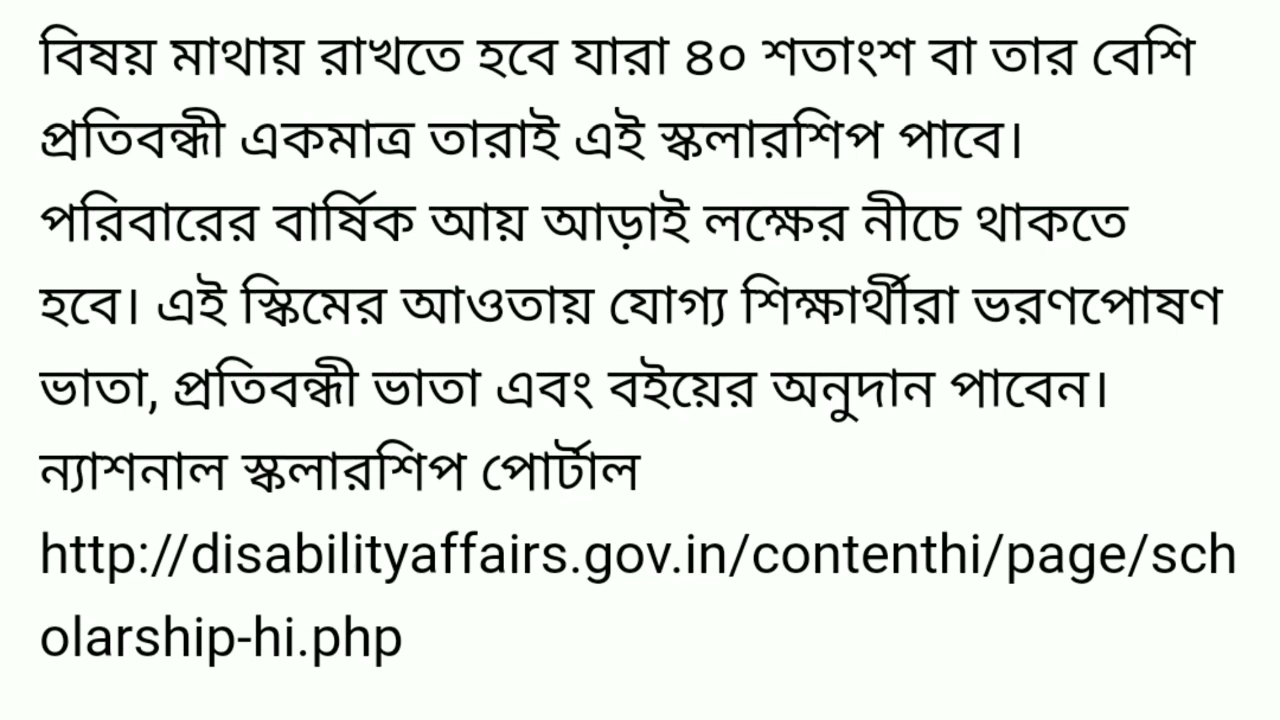 বিষয় মাথায় রাখতে হবে যারা ৪০ শতাংশ বা তার বেশি
প্রতিবন্ধী একমাত্র তারাই এই স্কলারশিপ পাবে।
পরিবারের বার্ষিক আয় আড়াই লক্ষের নীচে থাকতে
হবে। এই স্কিমের আওতায় যোগ্য শিক্ষার্থীরা ভরণপোষণ
ভাতা, প্রতিবন্ধী ভাতা এবং বইয়ের অনুদান পাবেন।
ন্যাশনাল স্কলারশিপ পোর্টাল
http://disabilityaffairs.gov.in/contenthi/page/sch
olarship-hi.php